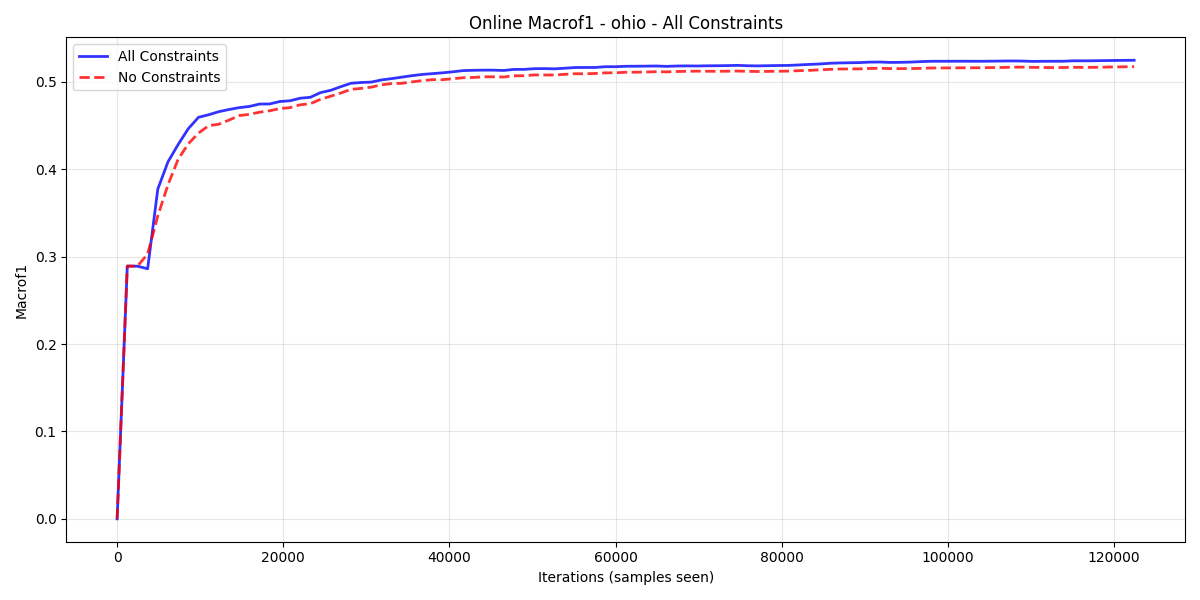 Online Macrof1 - ohio - All Constraints
All Constraints
No Constraints
0.5
0.4
0.3
0.2
0.1
0.0
Macrof1
0 20000 40000 60000 80000 100000 120000
Iterations (samples seen)